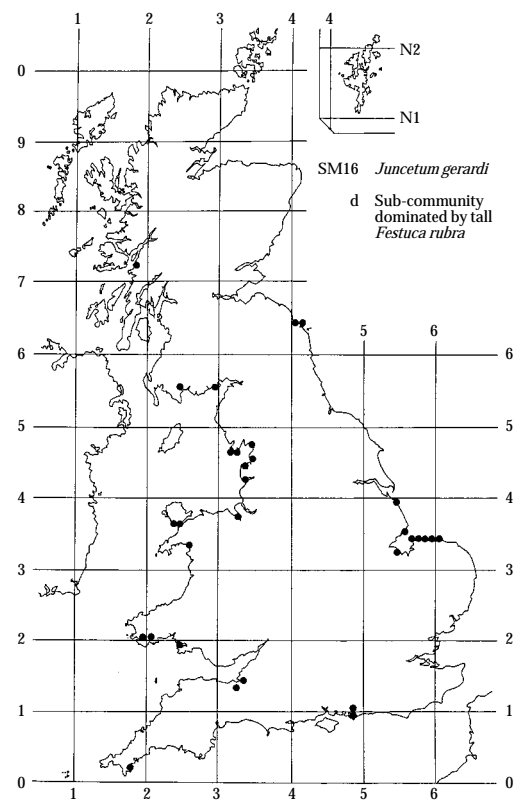 1 2 3 4
4
N2
0
N1
9
SM16 Juncetum gerardi
d Sub-community
dominated by tall
Festuca rubra
8
7
5 6
6 6
5 5
4 4
3 3
2 2
1 1
0 0
1 2 3 4 5 6